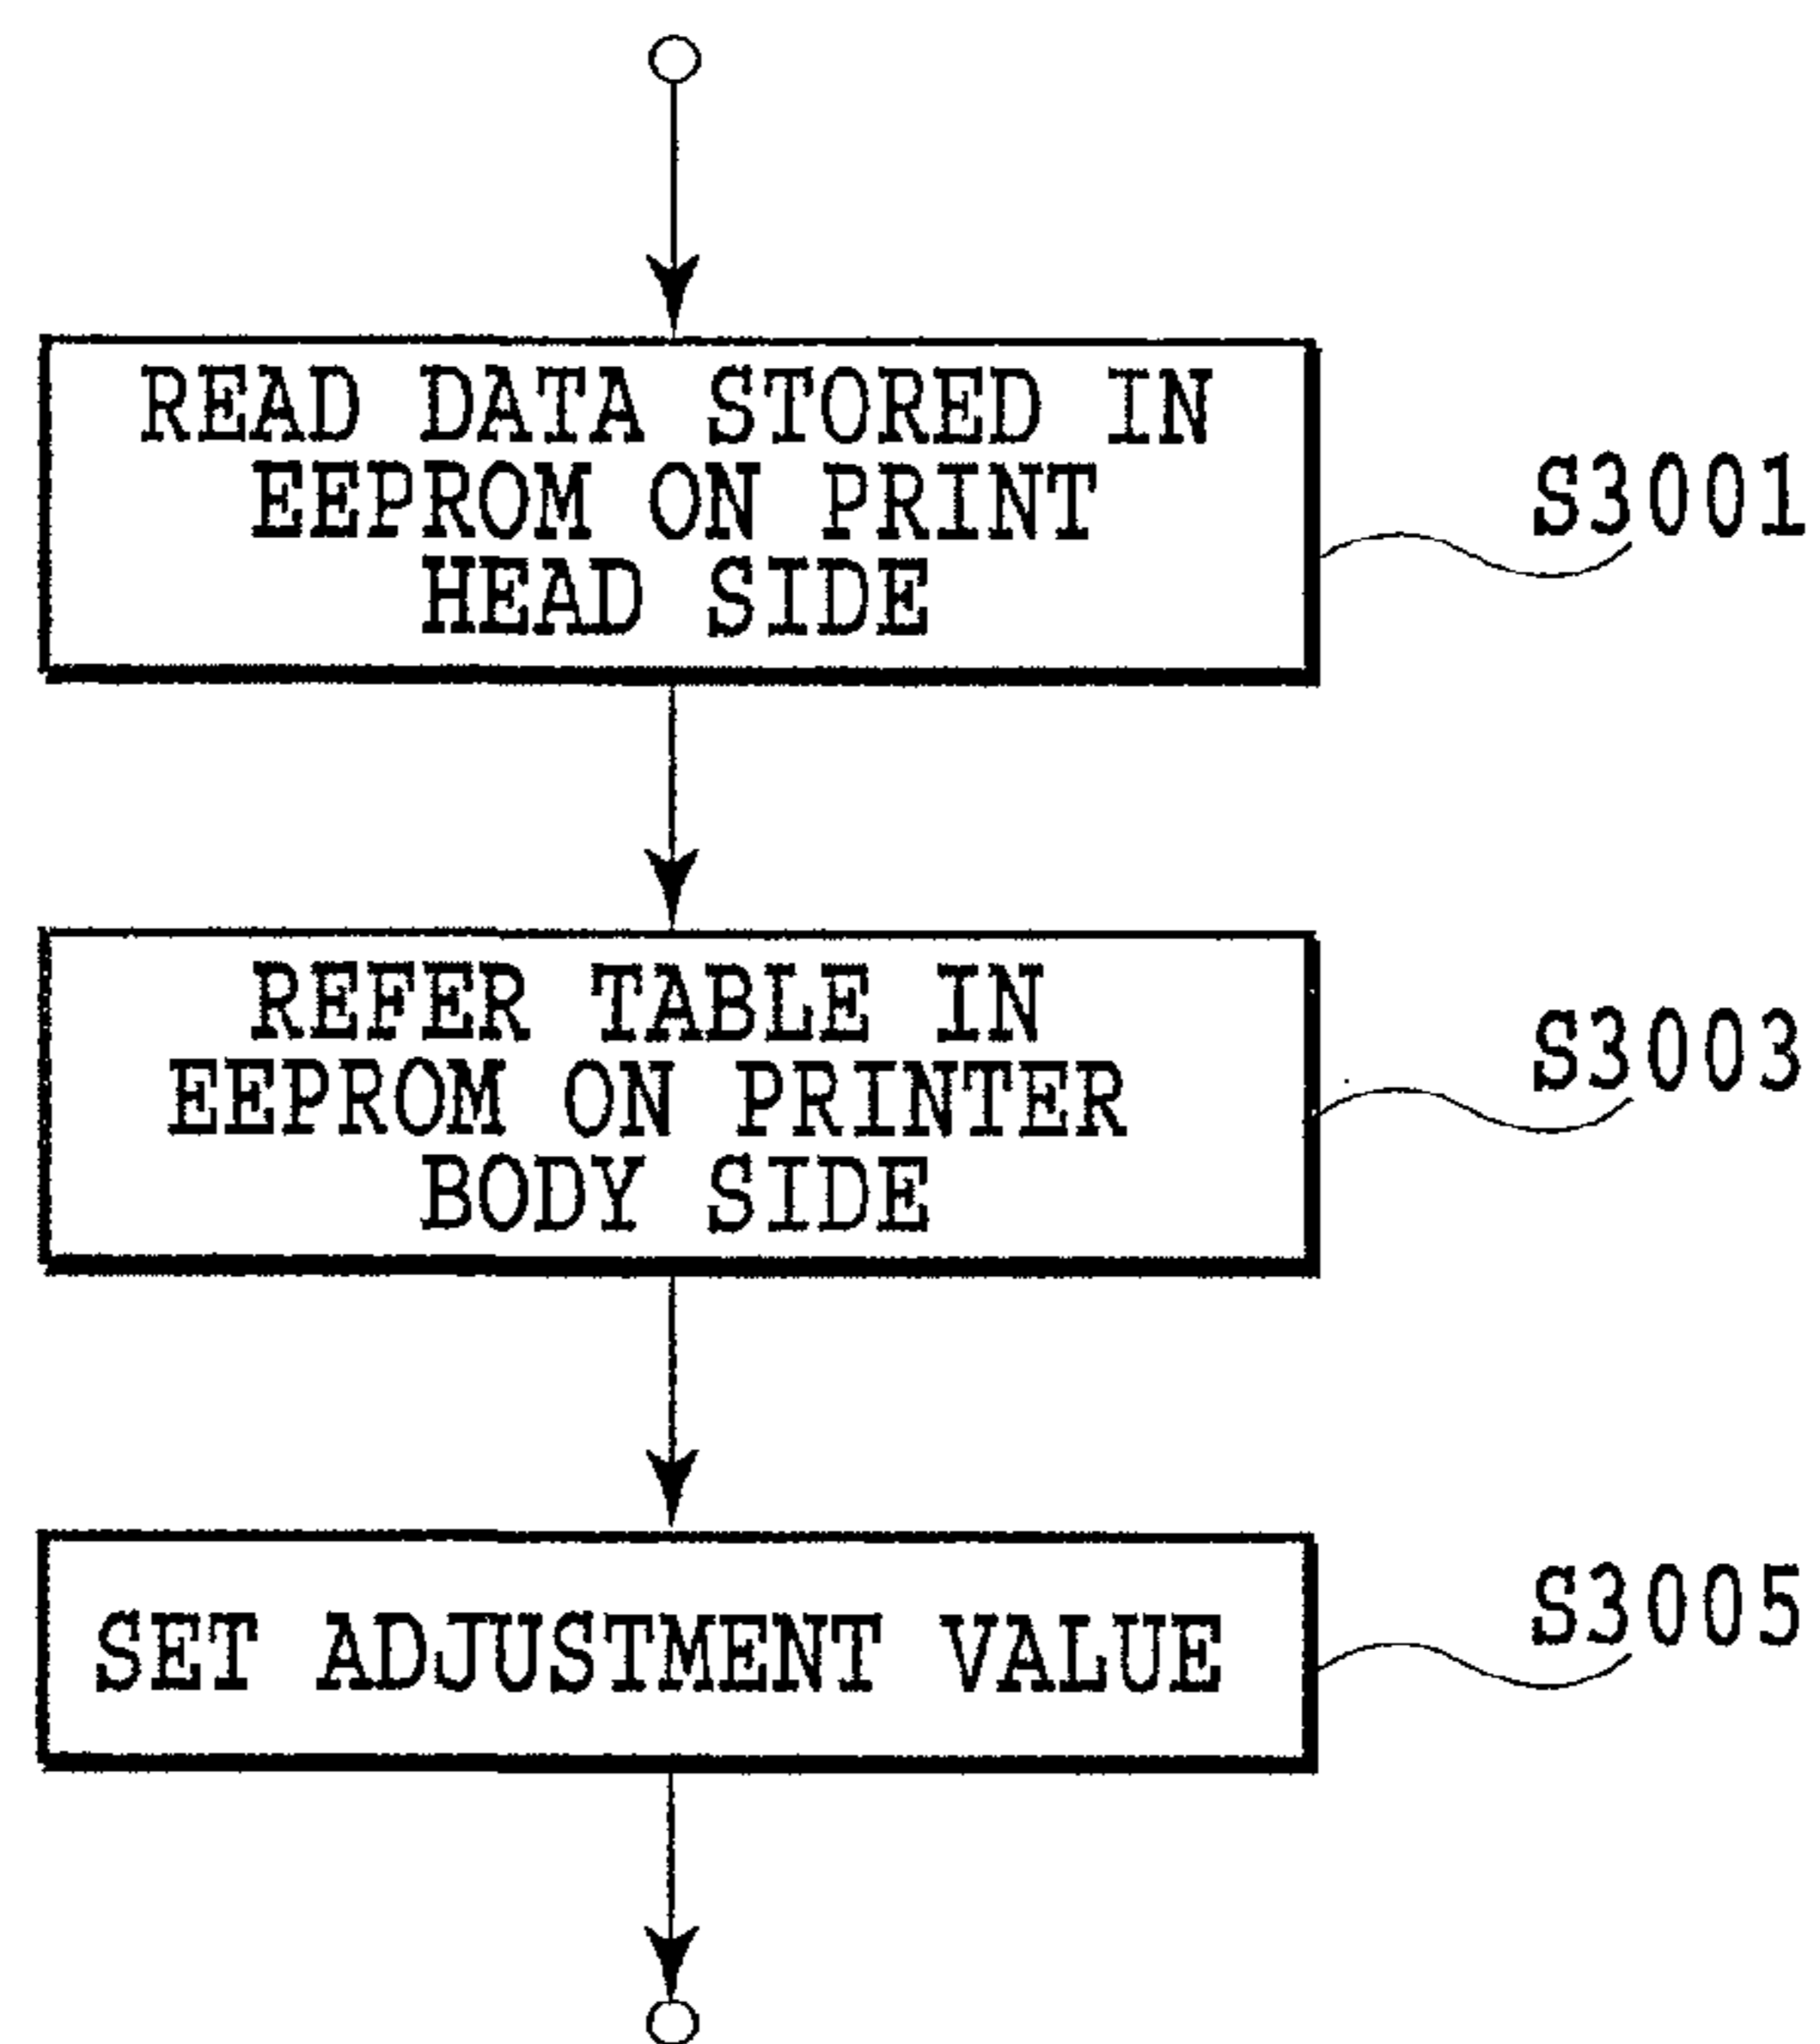 READ DATA STORED IN
EEPROM ON PRINT
HEAD SIDE
S3001
REFER TABLE IN
EEPROM ON PRINTER
BODY SIDE
S3003
SET ADJUSTMENT VALUE
S3005